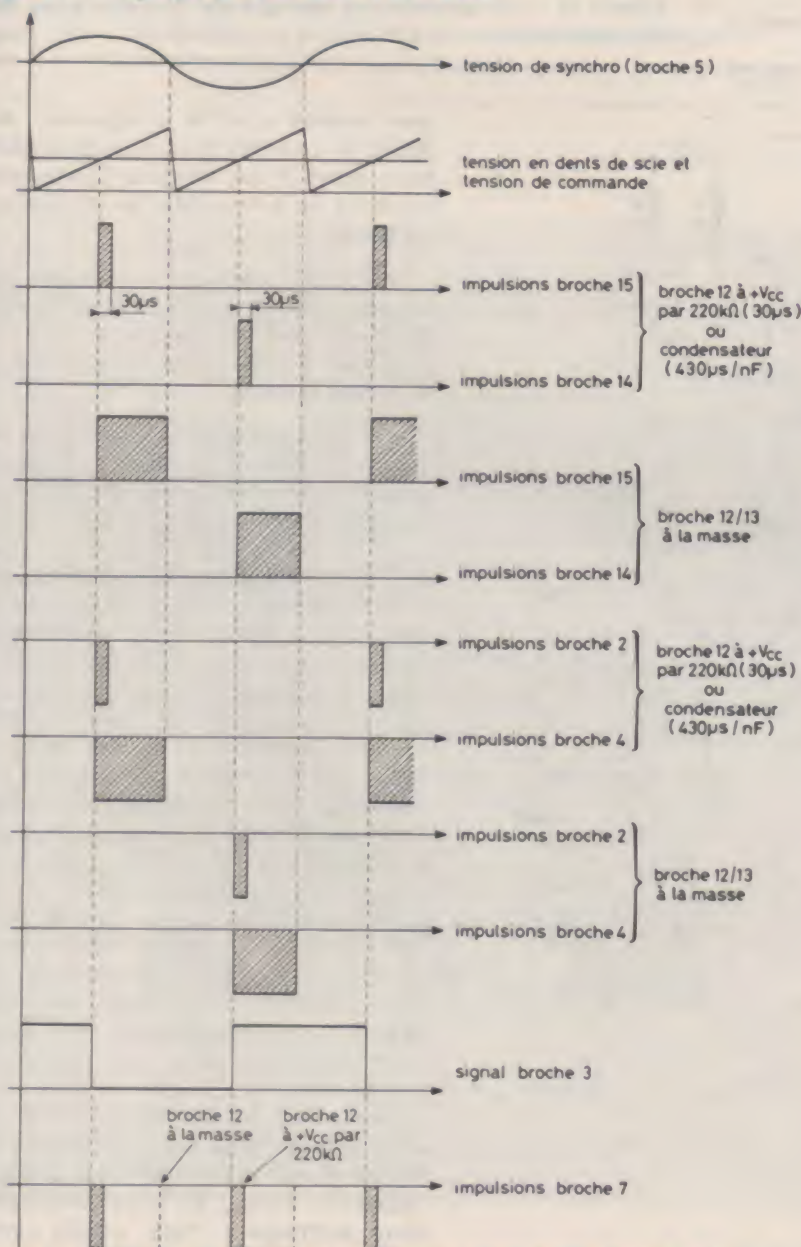 tension de synchro ( broche 5 )
tension en dents de scie et
tension de commande
impulsions broche 15
30µs
30µs
impulsions broche 14
broche 12 à +Vcc
par 220kΩ ( 30µs )
ou
condensateur
( 430µs / nF )
impulsions broche 15
impulsions broche 14
broche 12/13
à la masse
impulsions broche 2
impulsions broche 4
broche 12 à +Vcc
par 220kΩ ( 30µs )
ou
condensateur
( 430µs / nF )
impulsions broche 2
impulsions broche 4
broche 12/13
à la masse
signal broche 3
broche 12
à la masse
broche 12
à +Vcc par
220kΩ
impulsions broche 7